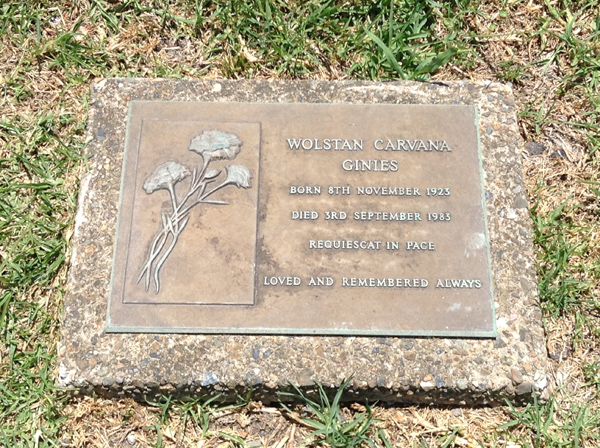 WOLSTAN CARVANA
GINIES
BORN 8TH NOVEMBER 1923
DIED 3RD SEPTEMBER 1983
REQUIESCAT IN PACE
LOVED AND REMEMBERED ALWAYS